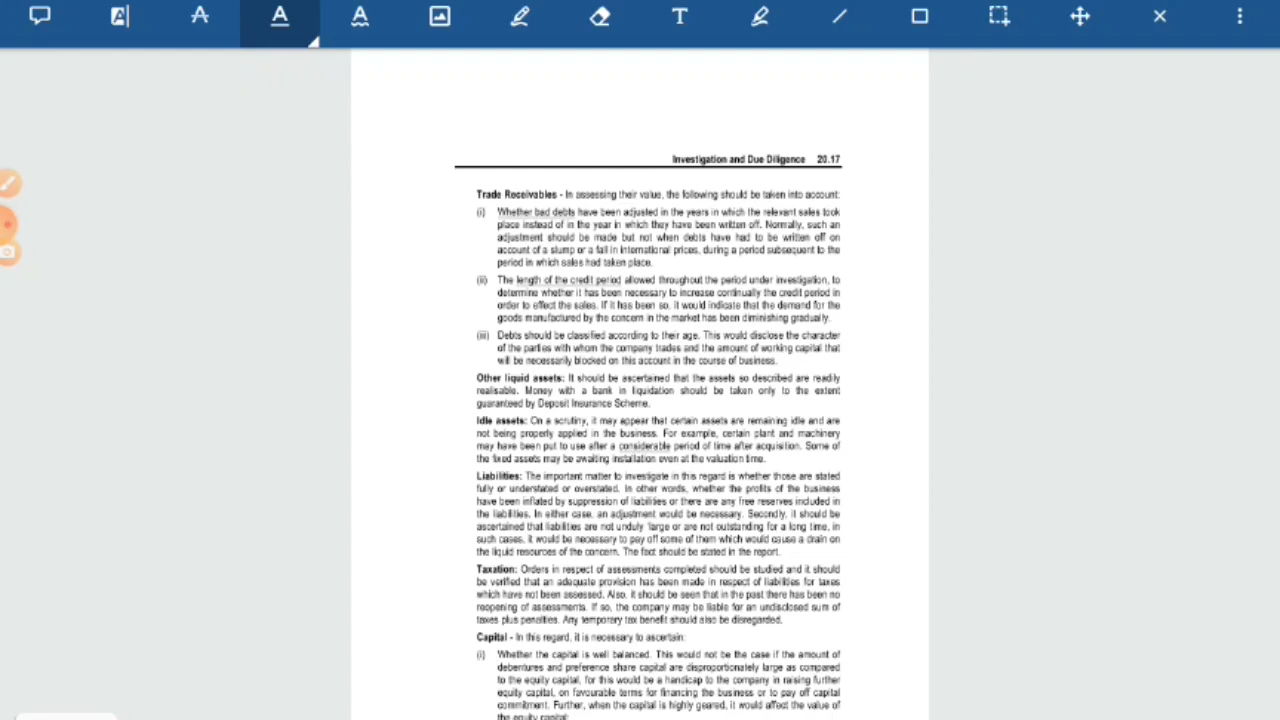 Investigation and Due Diligence 20.17
Trade Receivables - In assessing their value, the following should be taken into account:
(i) Whether bad debts have been adjusted in the years in which the relevant sales took
place instead of in the year in which they have been written off. Normally, such an
adjustment should be made but not when debts have had to be written off on
account of a slump or a fall in international prices, during a period subsequent to the
period in which sales had taken place.
(ii) The length of the credit period allowed throughout the period under investigation, to
determine whether it has been necessary to increase continually the credit period in
order to effect the sales. If it has been so, it would indicate that the demand for the
goods manufactured by the concern in the market has been diminishing gradually.
(iii) Debts should be classified according to their age. This would disclose the character
of the parties with whom the company trades and the amount of working capital that
will be necessarily blocked on this account in the course of business.
Other liquid assets: It should be ascertained that the assets so described are readily
realisable. Money with a bank in liquidation should be taken only to the extent
guaranteed by Deposit Insurance Scheme.
Idle assets: On a scrutiny, it may appear that certain assets are remaining idle and are
not being properly applied in the business. For example, certain plant and machinery
may have been put to use after a considerable period of time after acquisition. Some of
the fixed assets may be awaiting installation even at the valuation time.
Liabilities: The important matter to investigate in this regard is whether those are stated
fully or understated or overstated. In other words, whether the profits of the business
have been inflated by suppression of liabilities or there are any free reserves included in
the liabilities. In either case, an adjustment would be necessary. Secondly, it should be
ascertained that liabilities are not unduly 'large or are not outstanding for a long time, in
such cases, it would be necessary to pay off some of them which would cause a drain on
the liquid resources of the concern. The fact should be stated in the report.
Taxation: Orders in respect of assessments completed should be studied and it should
be verified that an adequate provision has been made in respect of liabilities for taxes
which have not been assessed. Also, it should be seen that in the past there has been no
reopening of assessments. If so, the company may be liable for an undisclosed sum of
taxes plus penalties. Any temporary tax benefit should also be disregarded.
Capital - In this regard, it is necessary to ascertain:
(i) Whether the capital is well balanced. This would not be the case if the amount of
debentures and preference share capital are disproportionately large as compared
to the equity capital, for this would be a handicap to the company in raising further
equity capital, on favourable terms for financing the business or to pay off capital
commitment. Further, when the capital is highly geared, it would affect the value of
the equity capital;